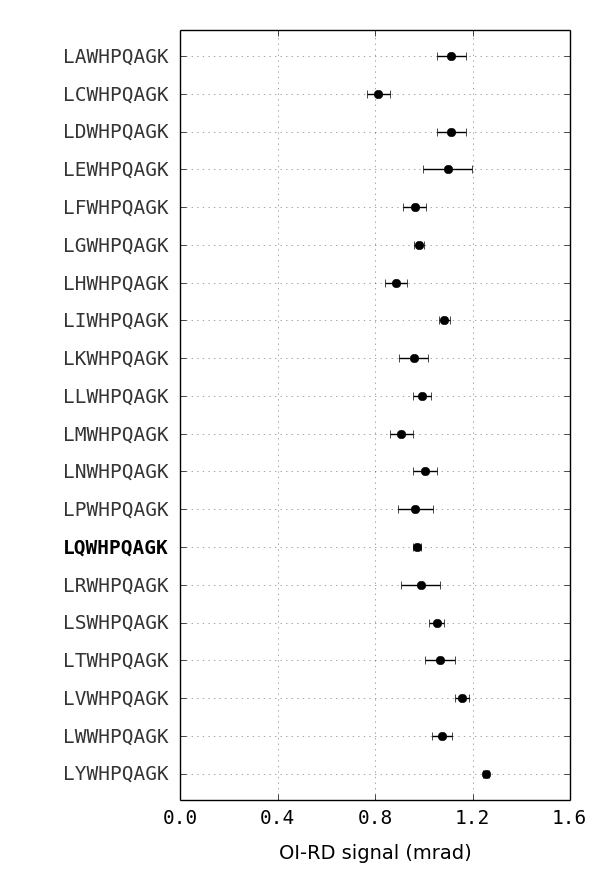 LAWHPQAGK
LCWHPQAGK
LDWHPQAGK
LEWHPQAGK
LFWHPQAGK
LGWHPQAGK
LHWHPQAGK
LIWHPQAGK
LKWHPQAGK
LLWHPQAGK
LMWHPQAGK
LNWHPQAGK
LPWHPQAGK
LQWHPQAGK
LRWHPQAGK
LSWHPQAGK
LTWHPQAGK
LVWHPQAGK
LWWHPQAGK
LYWHPQAGK
0.0 0.4 0.8 1.2 1.6
OI-RD signal (mrad)